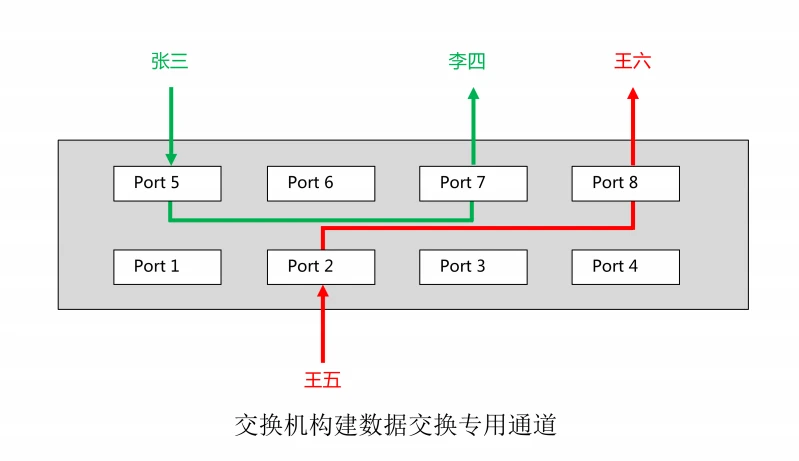 张三
李四
王六
Port 5
Port 6
Port 7
Port 8
Port 1
Port 2
Port 3
Port 4
王五
交换机构建数据交换专用通道